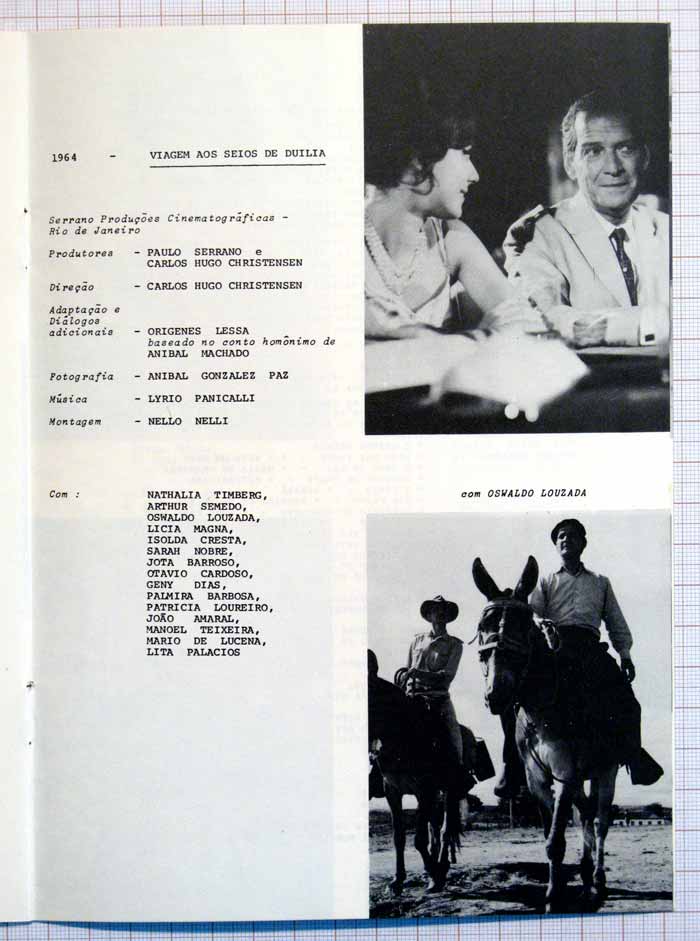 1964 - VIAGEM AOS SEIOS DE DUILIA
Serrano Produções Cinematográficas -
Rio de Janeiro
Produtores - PAULO SERRANO e
CARLOS HUGO CHRISTENSEN
Direção - CARLOS HUGO CHRISTENSEN
Adaptação e
Diálogos
adicionais - ORIGENES LESSA
baseado no conto homônimo de
ANIBAL MACHADO
Fotografia - ANIBAL GONZALEZ PAZ
Música - LYRIO PANICALLI
Montagem - NELLO NELLI
Com : NATHALIA TIMBERG,
ARTHUR SEMEDO,
OSWALDO LOUZADA,
LICIA MAGNA,
ISOLDA CRESTA,
SARAH NOBRE,
JOTA BARROSO,
OTAVIO CARDOSO,
GENY DIAS,
PALMIRA BARBOSA,
PATRICIA LOUREIRO,
JOÃO AMARAL,
MANOEL TEIXEIRA,
MARIO DE LUCENA,
LITA PALACIOS
com OSWALDO LOUZADA